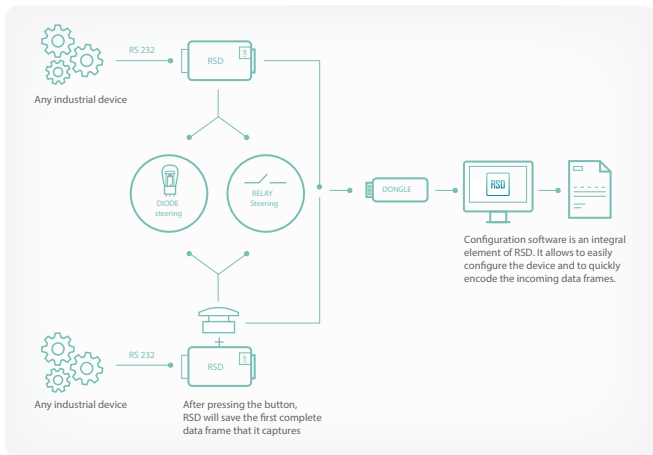 RS 232
RSD
Any industrial device
DIODE
steering
RELAY
Steering
DONGLE
RSD
Configuration software is an integral
element of RSD. It allows to easily
configure the device and to quickly
encode the incoming data frames.
RS 232
+
RSD
Any industrial device
After pressing the button,
RSD will save the first complete
data frame that it captures